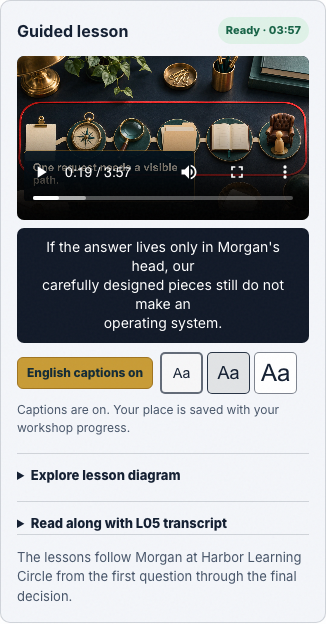 Guided lesson
Ready · 03:57
One request needs a visible
path.
0:19 / 3:57
If the answer lives only in Morgan's
head, our
carefully designed pieces still do not
make an
operating system.
English captions on
Aa
Aa
Aa
Captions are on. Your place is saved with your
workshop progress.
Explore lesson diagram
Read along with L05 transcript
The lessons follow Morgan at Harbor Learning
Circle from the first question through the final
decision.